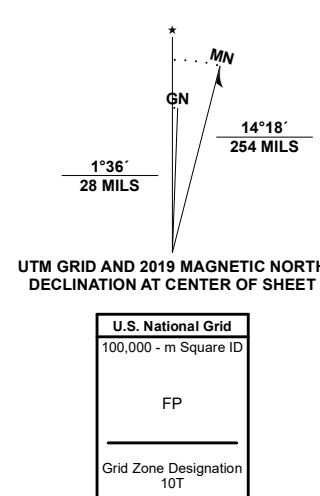 ★
MN
GN
14°18´
254 MILS
1°36´
28 MILS
UTM GRID AND 2019 MAGNETIC NORTH
DECLINATION AT CENTER OF SHEET
U.S. National Grid
100,000 - m Square ID
FP
Grid Zone Designation
10T